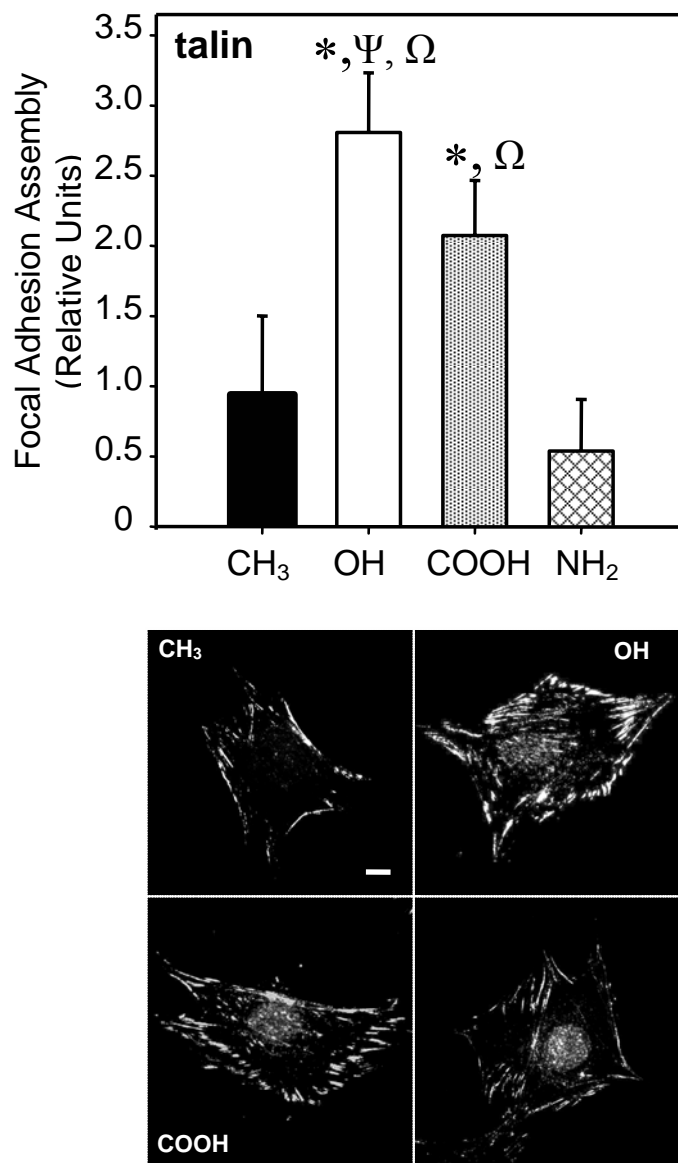 3.5
3.0
2.5
2.0
1.5
1.0
0.5
0
Focal Adhesion Assembly
(Relative Units)
talin
*,Ψ, Ω
*, Ω
CH₃ OH COOH NH₂
CH₃
OH
COOH